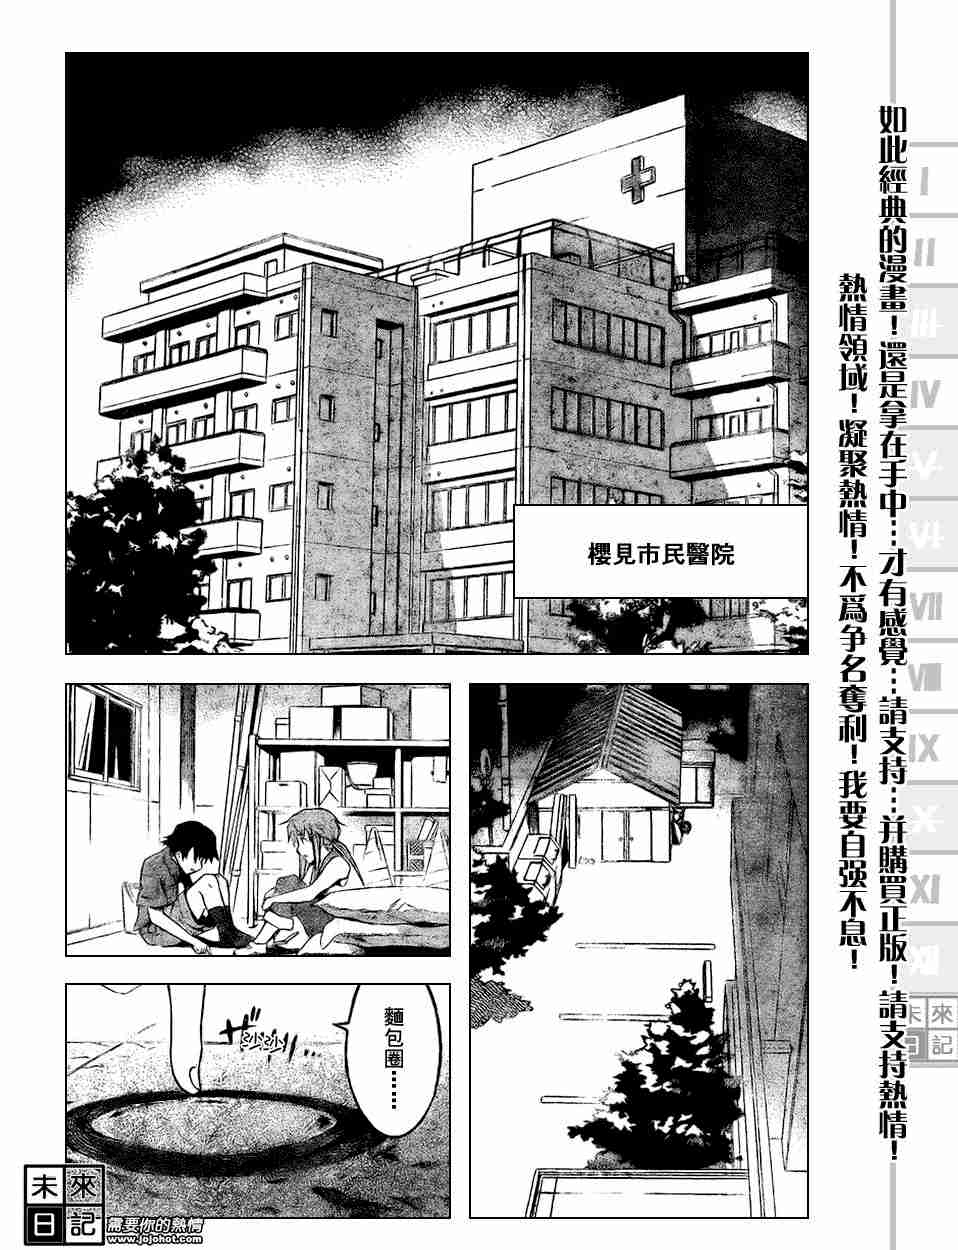 櫻見市民醫院
麵包圈……
ザ
如此經典的漫畫！還是拿在手中…才有感覺…請支持…并購買正版！請支持熱情！
熱情領域！凝聚熱情！不爲争名奪利！我要自强不息！
I
II
III
IV
V
VI
VII
VIII
IX
X
XI
XII
未來
日記
未來
日記
需要你的熱情
www.jojohot.com